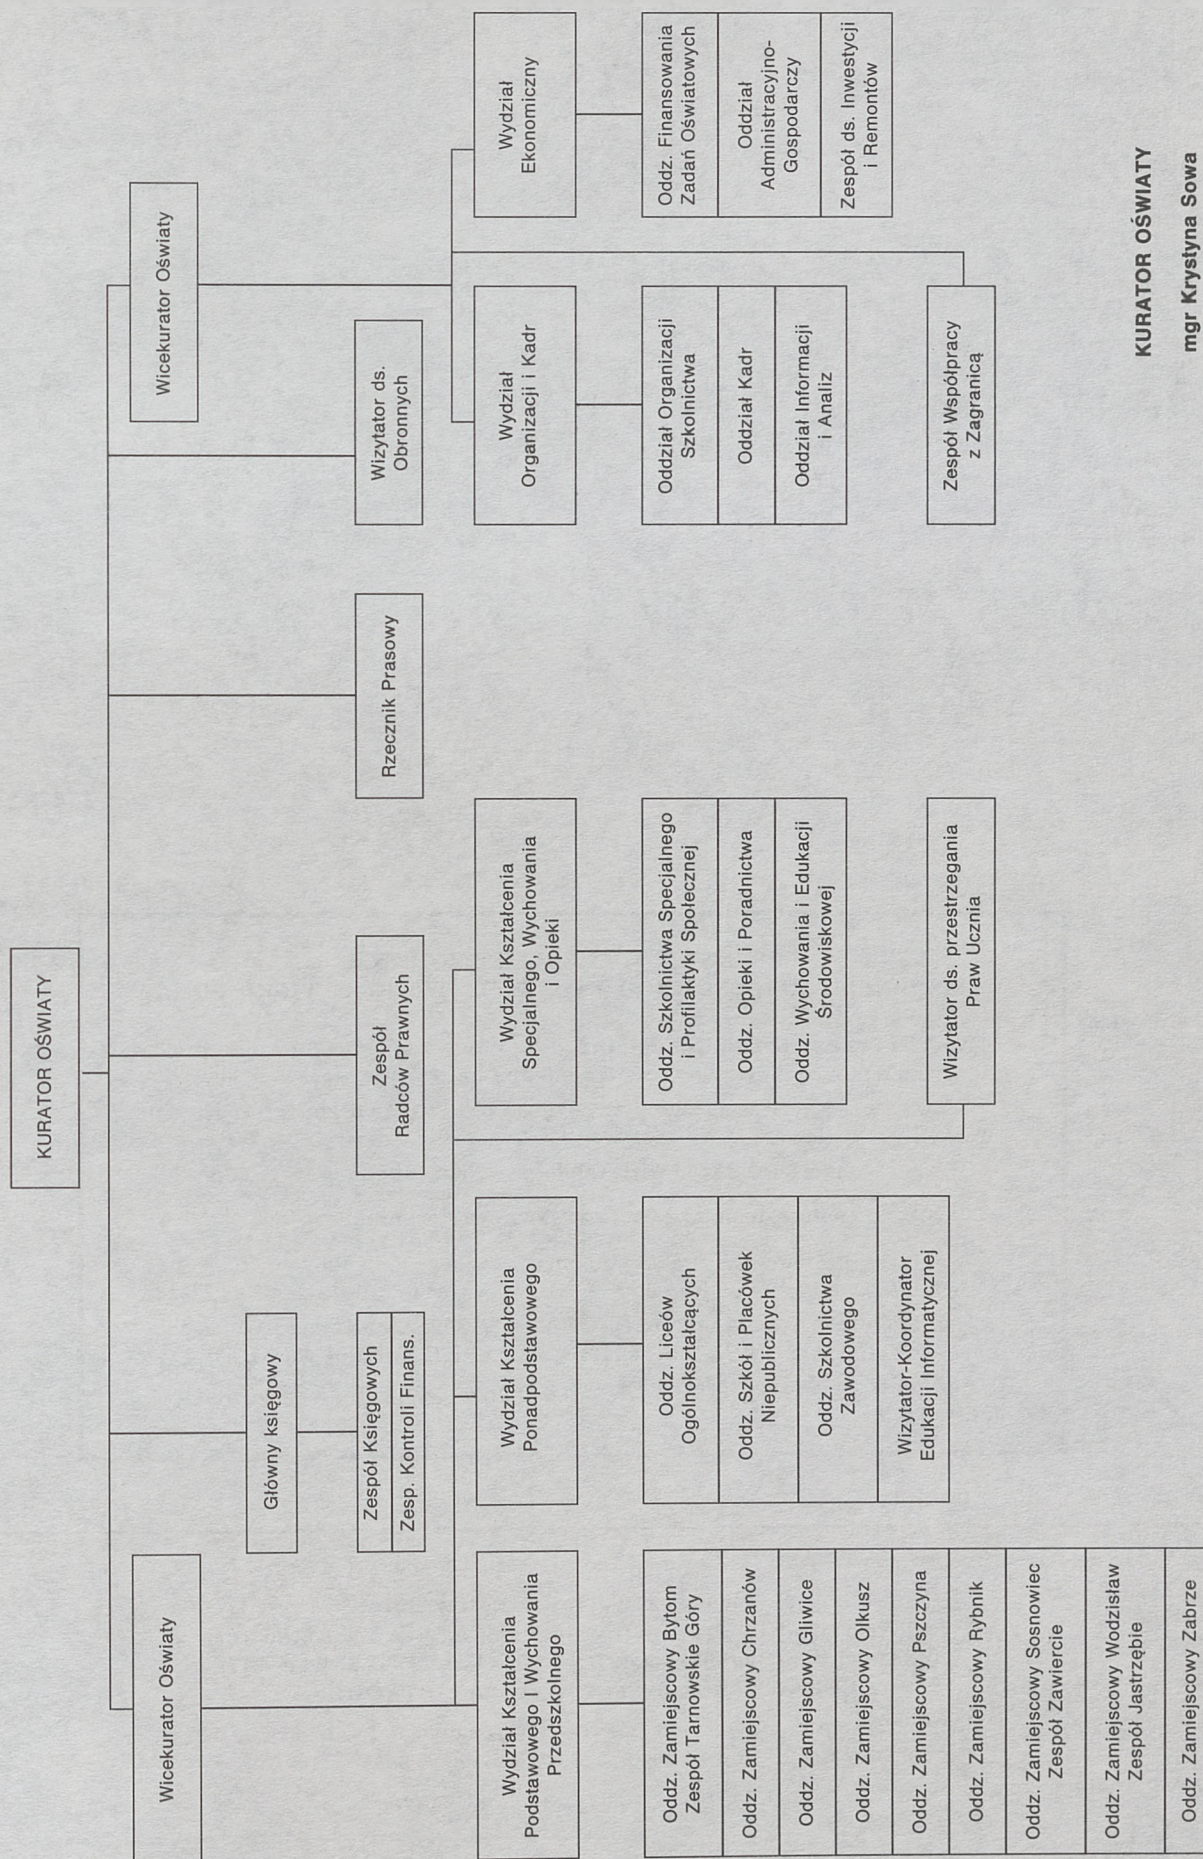 KURATOR OŚWIATY
Wicekurator Oświaty
Wicekurator Oświaty
Główny księgowy
Zespół Księgowych
Zesp. Kontroli Finans.
Zespół
Radców Prawnych
Rzecznik Prasowy
Wizytator ds.
Obronnych
Wydział Kształcenia
Podstawowego I Wychowania
Przedszkolnego
Wydział Kształcenia
Ponadpodstawowego
Wydział Kształcenia
Specjalnego, Wychowania
i Opieki
Wydział
Organizacji i Kadr
Wydział
Ekonomiczny
Oddz. Zamiejscowy Bytom
Zespół Tarnowskie Góry
Oddz. Zamiejscowy Chrzanów
Oddz. Zamiejscowy Gliwice
Oddz. Zamiejscowy Olkusz
Oddz. Zamiejscowy Pszczyna
Oddz. Zamiejscowy Rybnik
Oddz. Zamiejscowy Sosnowiec
Zespół Zawiercie
Oddz. Zamiejscowy Wodzisław
Zespół Jastrzębie
Oddz. Zamiejscowy Zabrze
Oddz. Liceów
Ogólnokształcących
Oddz. Szkół i Placówek
Niepublicznych
Oddz. Szkolnictwa
Zawodowego
Wizytator-Koordynator
Edukacji Informatycznej
Oddz. Szkolnictwa Specjalnego
i Profilaktyki Społecznej
Oddz. Opieki i Poradnictwa
Oddz. Wychowania i Edukacji
Środowiskowej
Wizytator ds. przestrzegania
Praw Ucznia
Oddział Organizacji
Szkolnictwa
Oddział Kadr
Oddział Informacji
i Analiz
Zespół Współpracy
z Zagranicą
Oddz. Finansowania
Zadań Oświatowych
Oddział
Administracyjno-
Gospodarczy
Zespół ds. Inwestycji
i Remontów
KURATOR OŚWIATY
mgr Krystyna Sowa